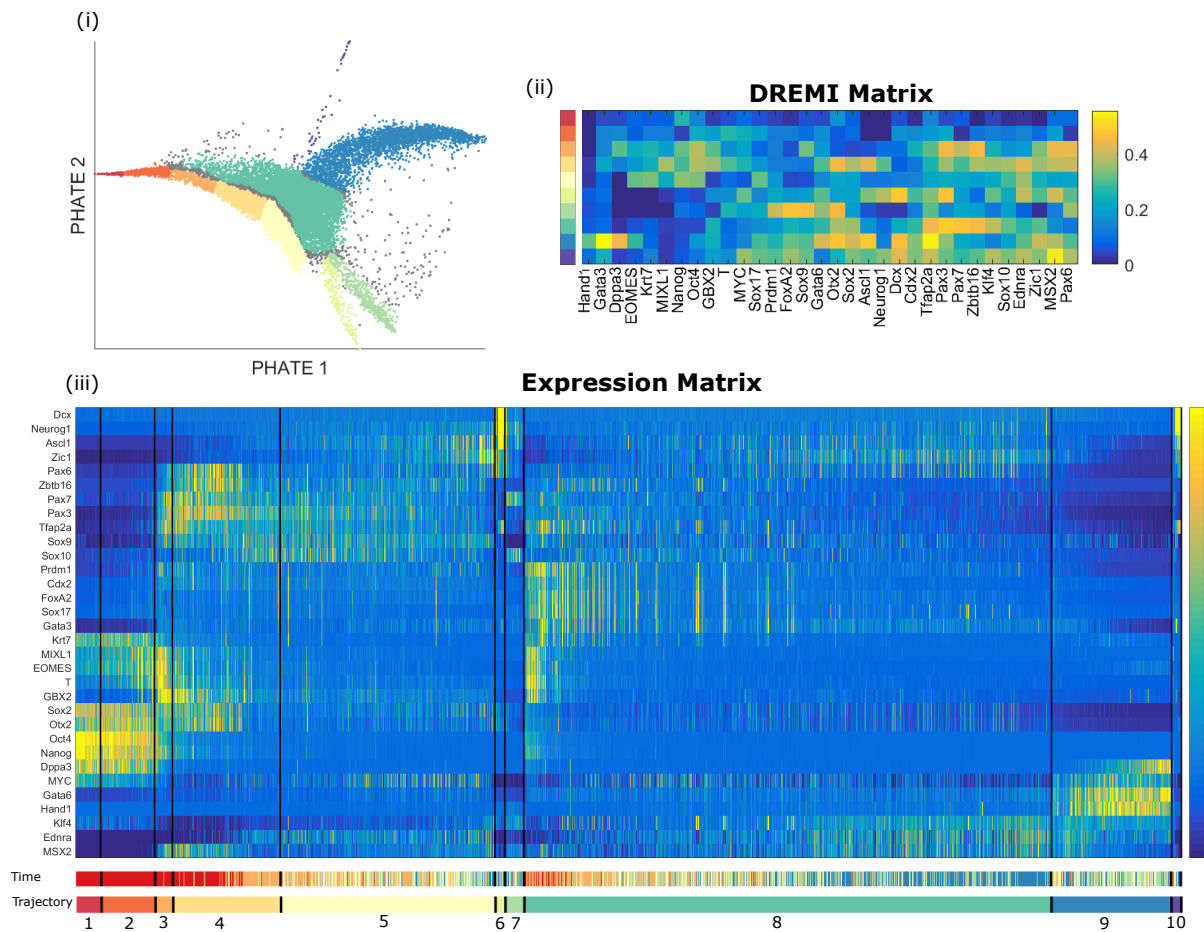 (i)
PHATE 2
PHATE 1
(ii)
DREMI Matrix
0.4
0.2
0
Hand1
Gata3
Dppa3
EOMES
Krt7
MIXL1
Nanog
Oct4
GBX2
T
MYC
Sox17
Prdm1
FoxA2
Sox9
Gata6
Otx2
Sox2
Ascl1
Neurog1
Dcx
Cdx2
Tfap2a
Pax3
Pax7
Zbtb16
Klf4
Sox10
Ednra
Zic1
MSX2
Pax6
(iii)
Expression Matrix
Dcx
Neurog1
Ascl1
Zic1
Pax6
Zbtb16
Pax7
Pax3
Tfap2a
Sox9
Sox10
Prdm1
Cdx2
FoxA2
Sox17
Gata3
Krt7
MIXL1
EOMES
T
GBX2
Sox2
Otx2
Oct4
Nanog
Dppa3
MYC
Gata6
Hand1
Klf4
Ednra
MSX2
Time
Trajectory
1 2 3 4 5 6 7 8 9 10